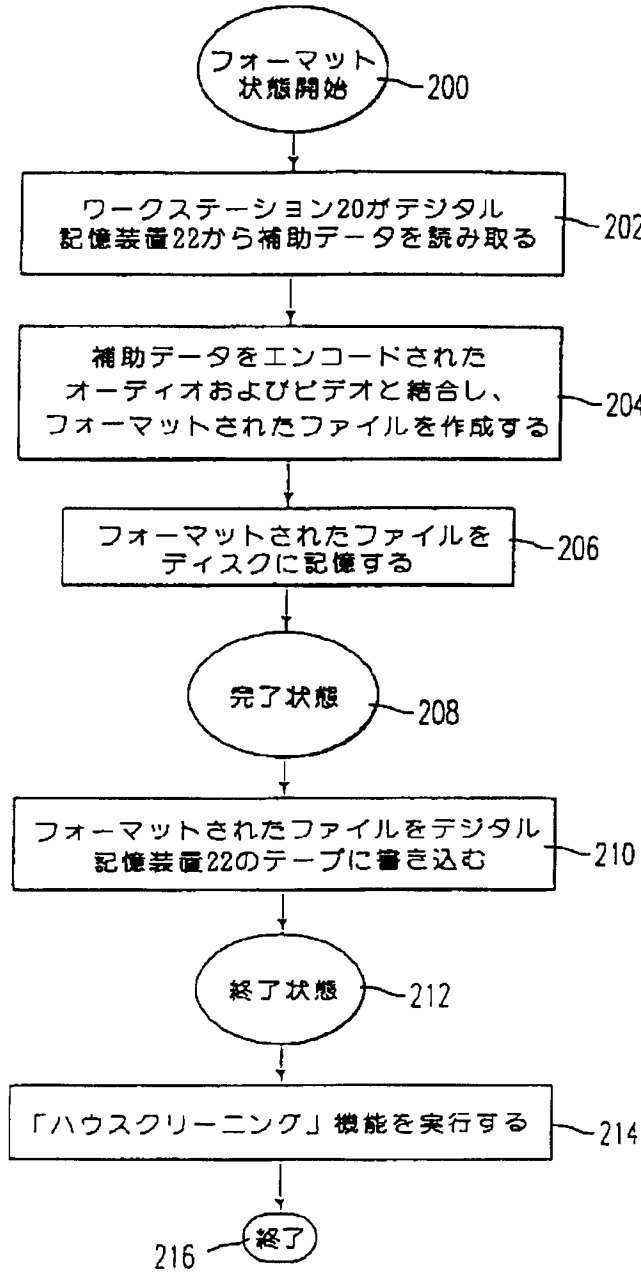 フォーマット
状態開始
200
ワークステーション20がデジタル
記憶装置22から補助データを読み取る
202
補助データをエンコードされた
オーディオおよびビデオと結合し、
フォーマットされたファイルを作成する
204
フォーマットされたファイルを
ディスクに記憶する
206
完了状態
208
フォーマットされたファイルをデジタル
記憶装置22のテープに書き込む
210
終了状態
212
「ハウスクリーニング」機能を実行する
214
終了
216